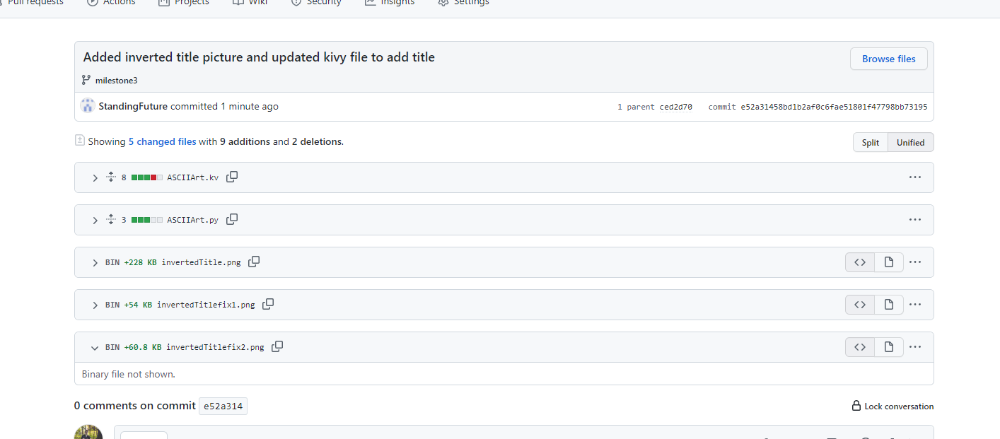 Pull requests Actions Projects Wiki Security Insights Settings
Added inverted title picture and updated kivy file to add title
Browse files
milestone3
StandingFuture committed 1 minute ago
1 parent ced2d70 commit e52a31458bd1b2af0c6fae51801f47798bb73195
Showing 5 changed files with 9 additions and 2 deletions.
Split Unified
8 ASCIIArt.kv
3 ASCIIArt.py
BIN +228 KB invertedTitle.png
BIN +54 KB invertedTitlefix1.png
BIN +60.8 KB invertedTitlefix2.png
Binary file not shown.
0 comments on commit e52a314
Lock conversation